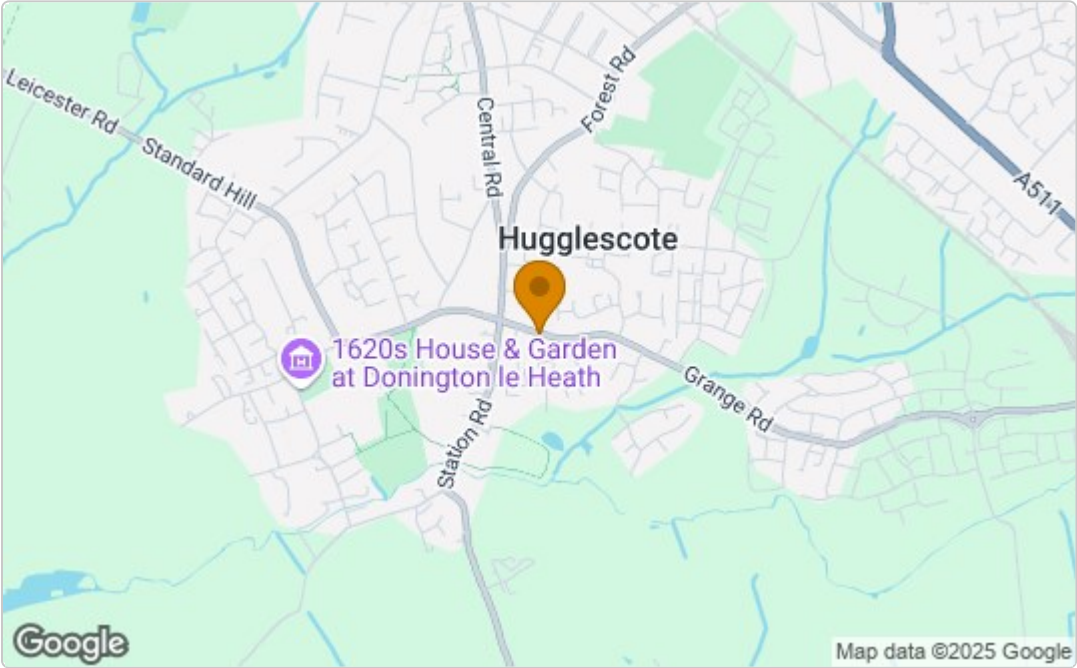 Leicester Rd
Standard Hill
Central Rd
Forest Rd
A511
Hugglescote
1620s House & Garden
at Donington le Heath
Grange Rd
Station Rd
Google
Map data ©2025 Google